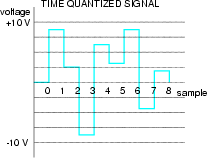 TIME QUANTIZED SIGNAL
voltage
+10 V
0 1 2 3 4 5 6 7 8 sample
-10 V